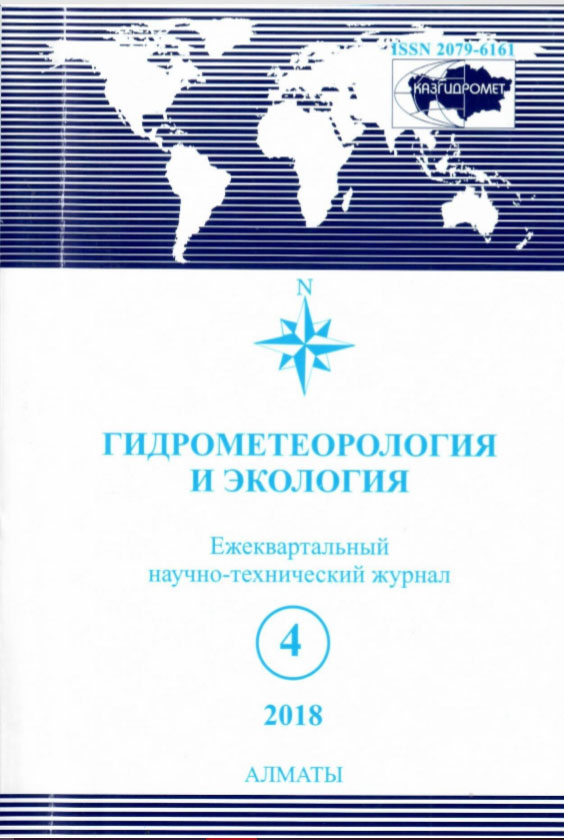 ISSN 2079-6161
КАЗГИДРОМЕТ
N
ГИДРОМЕТЕОРОЛОГИЯ
И ЭКОЛОГИЯ
Ежеквартальный
научно-технический журнал
4
2018
АЛМАТЫ